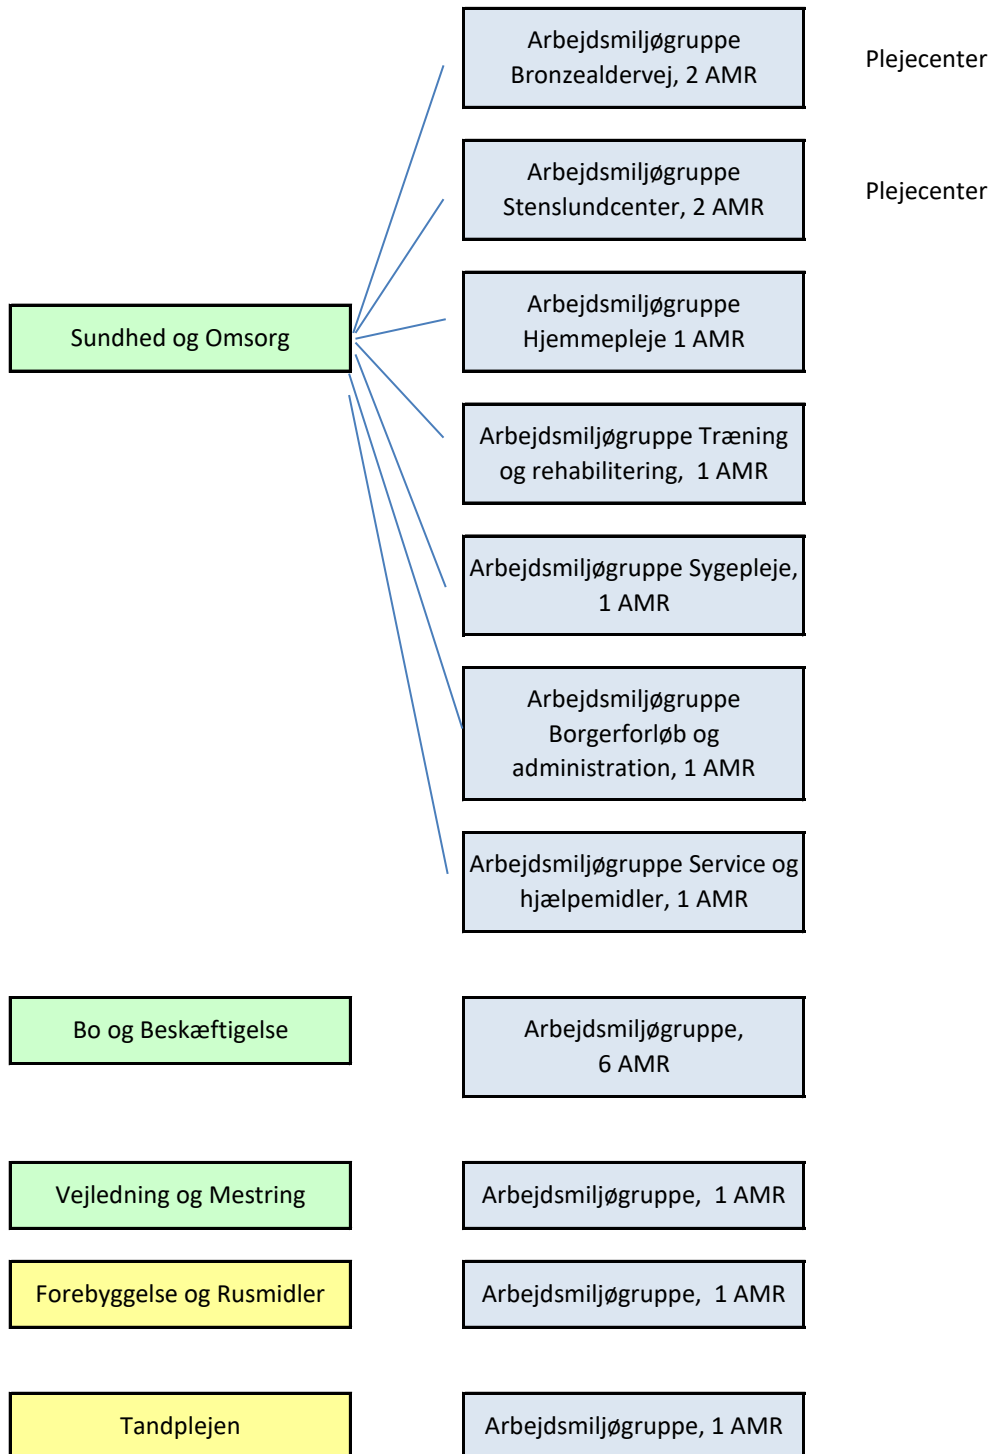 Arbejdsmiljøgruppe
Bronzealdervej, 2 AMR
Plejecenter
Arbejdsmiljøgruppe
Stenslundcenter, 2 AMR
Plejecenter
Sundhed og Omsorg
Arbejdsmiljøgruppe
Hjemmepleje 1 AMR
Arbejdsmiljøgruppe Træning
og rehabilitering,  1 AMR
Arbejdsmiljøgruppe Sygepleje,
1 AMR
Arbejdsmiljøgruppe
Borgerforløb og
administration, 1 AMR
Arbejdsmiljøgruppe Service og
hjælpemidler, 1 AMR
Bo og Beskæftigelse
Arbejdsmiljøgruppe,
6 AMR
Vejledning og Mestring
Arbejdsmiljøgruppe,  1 AMR
Forebyggelse og Rusmidler
Arbejdsmiljøgruppe,  1 AMR
Tandplejen
Arbejdsmiljøgruppe, 1 AMR